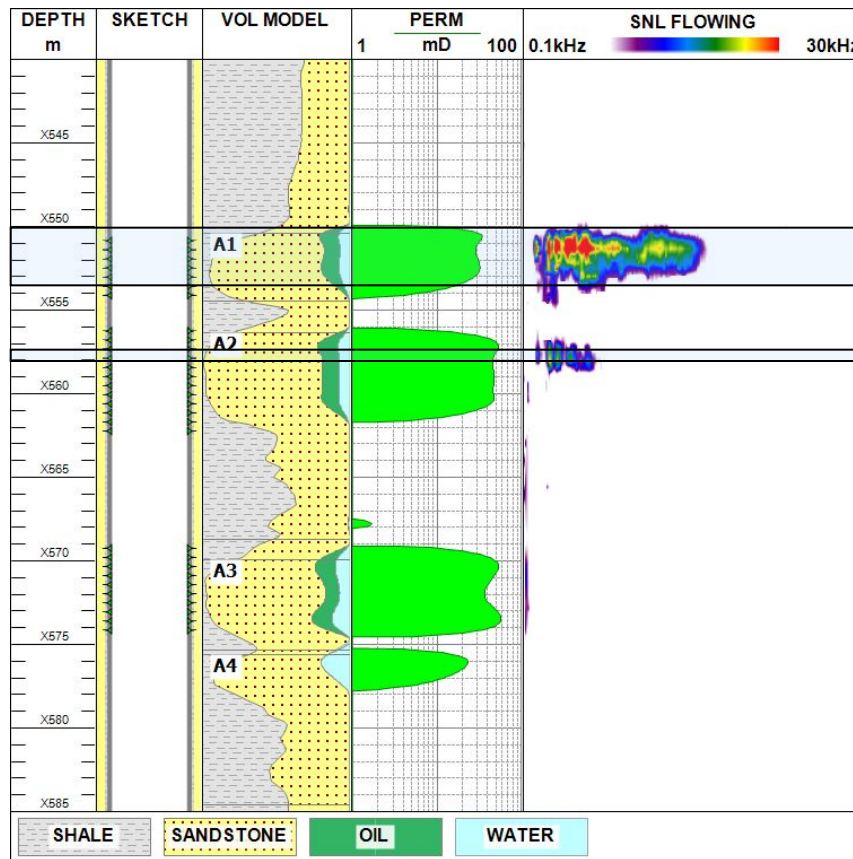 DEPTH SKETCH VOL MODEL PERM SNL FLOWING
m 1 mD 100 0.1kHz 30kHz
X545
X550
A1
X555
A2
X560
X565
X570
A3
X575
A4
X580
X585
SHALE SANDSTONE OIL WATER